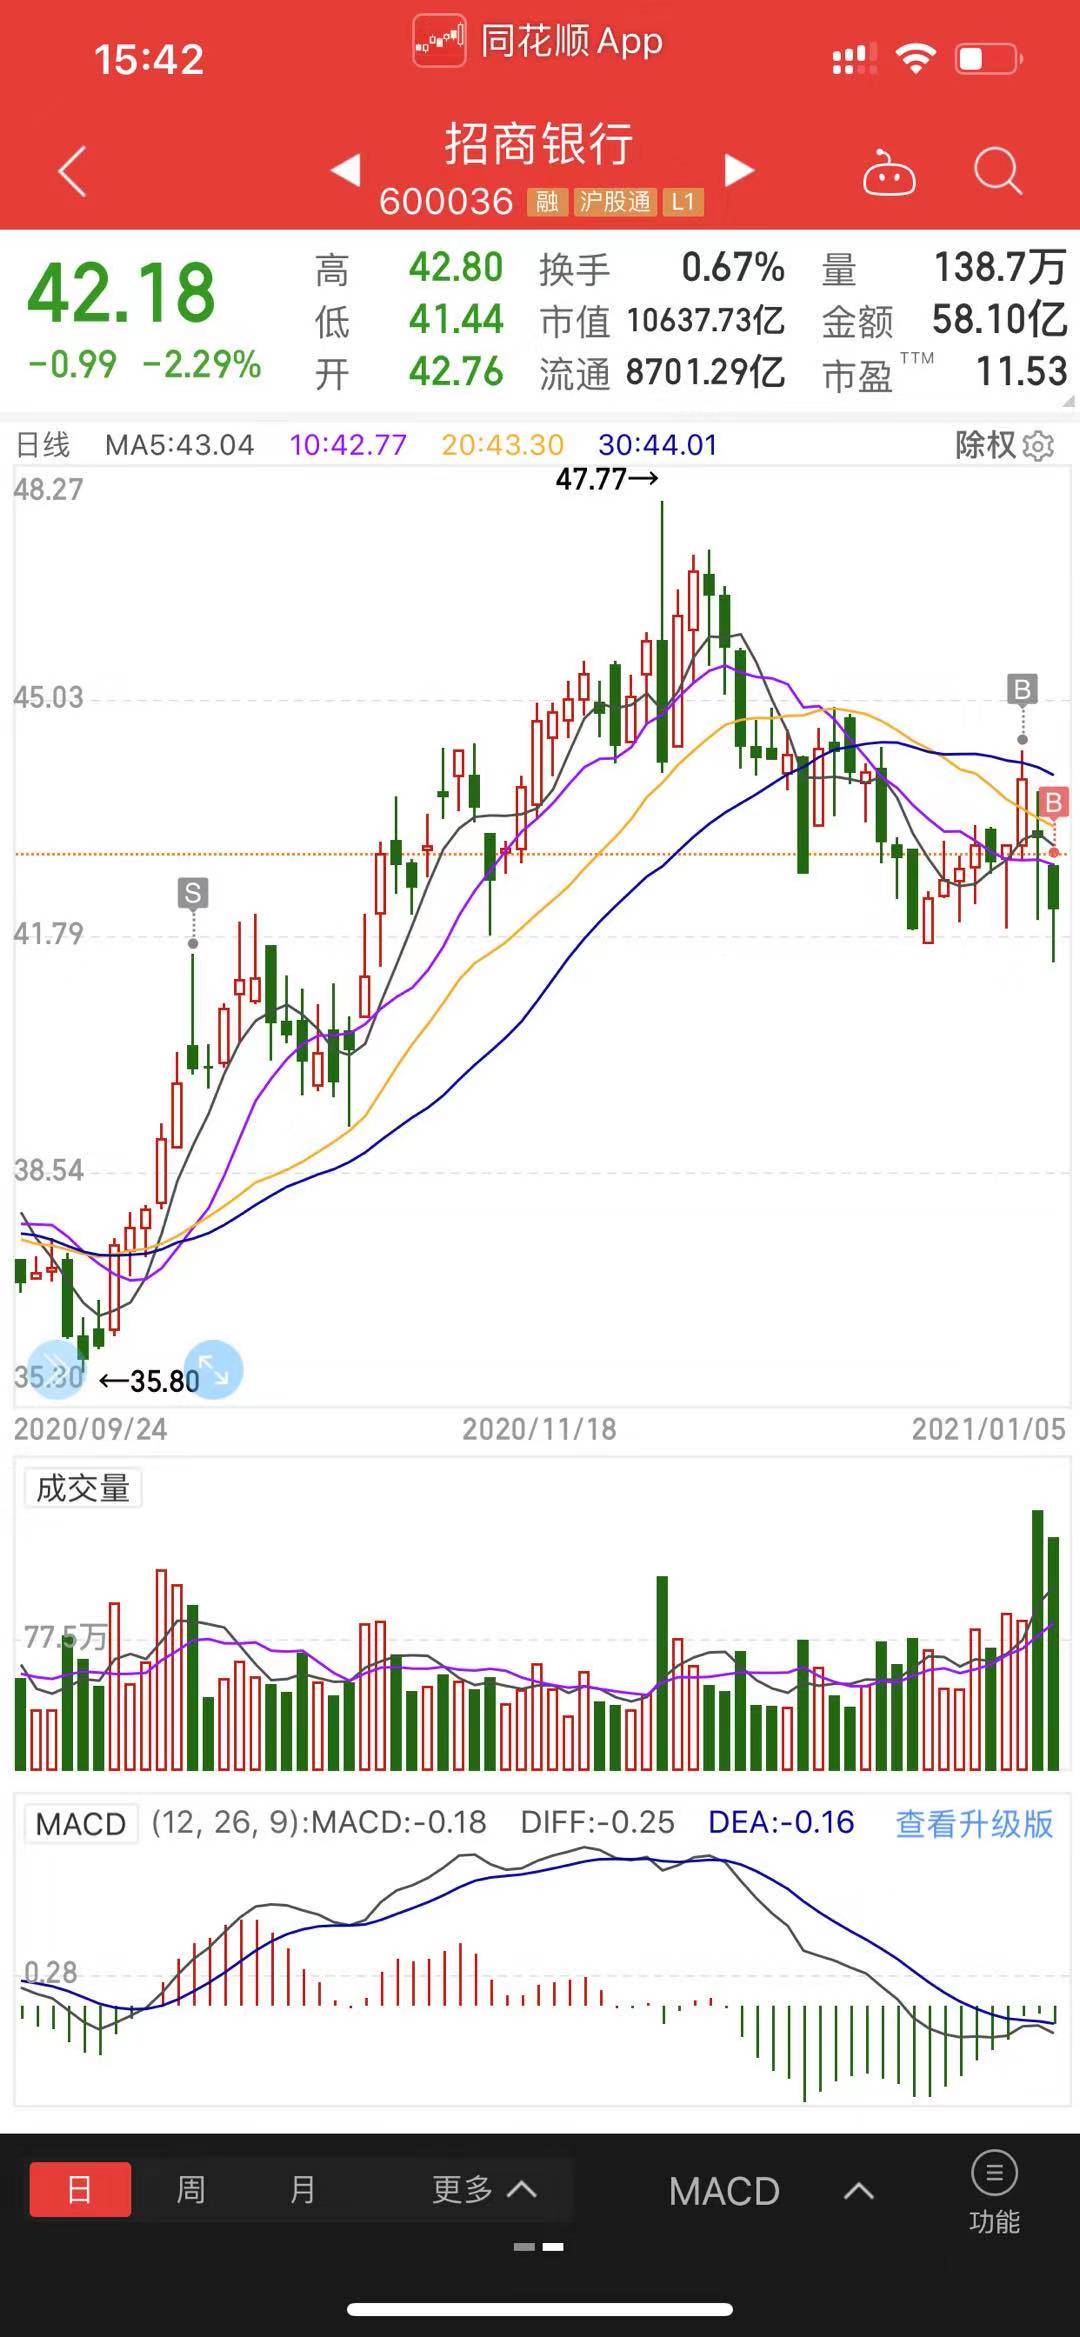 15:42
同花顺App
招商银行
600036 融 沪股通 L1
42.18
-0.99 -2.29%
高 42.80 换手 0.67% 量 138.7万
低 41.44 市值 10637.73亿 金额 58.10亿
开 42.76 流通 8701.29亿 市盈TTM 11.53
日线 MA5:43.04 10:42.77 20:43.30 30:44.01 除权
47.77→
48.27
45.03
B
B
S
41.79
38.54
35.30 ←35.80
2020/09/24 2020/11/18 2021/01/05
成交量
77.5万
MACD (12, 26, 9):MACD:-0.18 DIFF:-0.25 DEA:-0.16 查看升级版
0.28
日 周 月 更多 MACD 功能